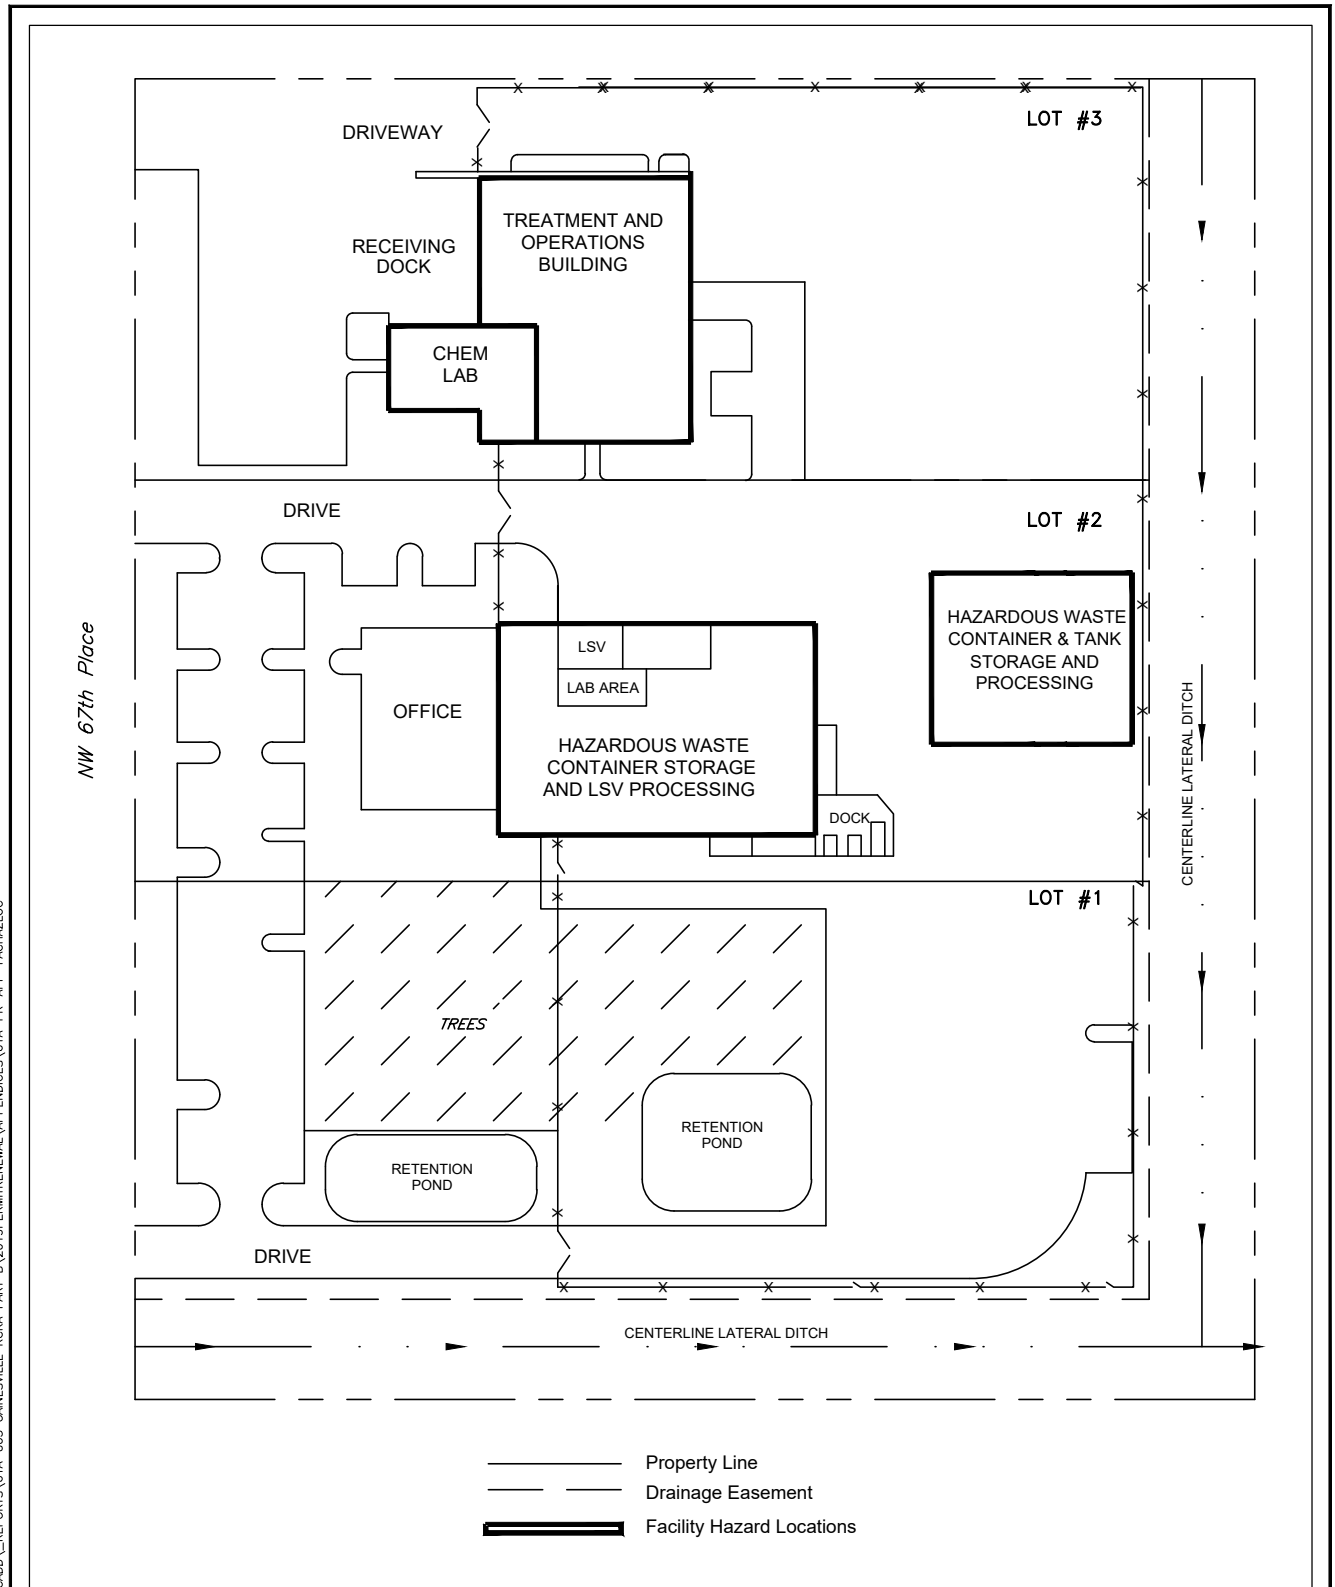 LOT #3
DRIVEWAY
TREATMENT AND
OPERATIONS
BUILDING
RECEIVING
DOCK
CHEM
LAB
DRIVE
LOT #2
HAZARDOUS WASTE
CONTAINER & TANK
STORAGE AND
PROCESSING
NW 67th Place
LSV
LAB AREA
OFFICE
HAZARDOUS WASTE
CONTAINER STORAGE
AND LSV PROCESSING
DOCK
CENTERLINE LATERAL DITCH
LOT #1
TREES
RETENTION
POND
RETENTION
POND
DRIVE
CENTERLINE LATERAL DITCH
Property Line
Drainage Easement
Facility Hazard Locations